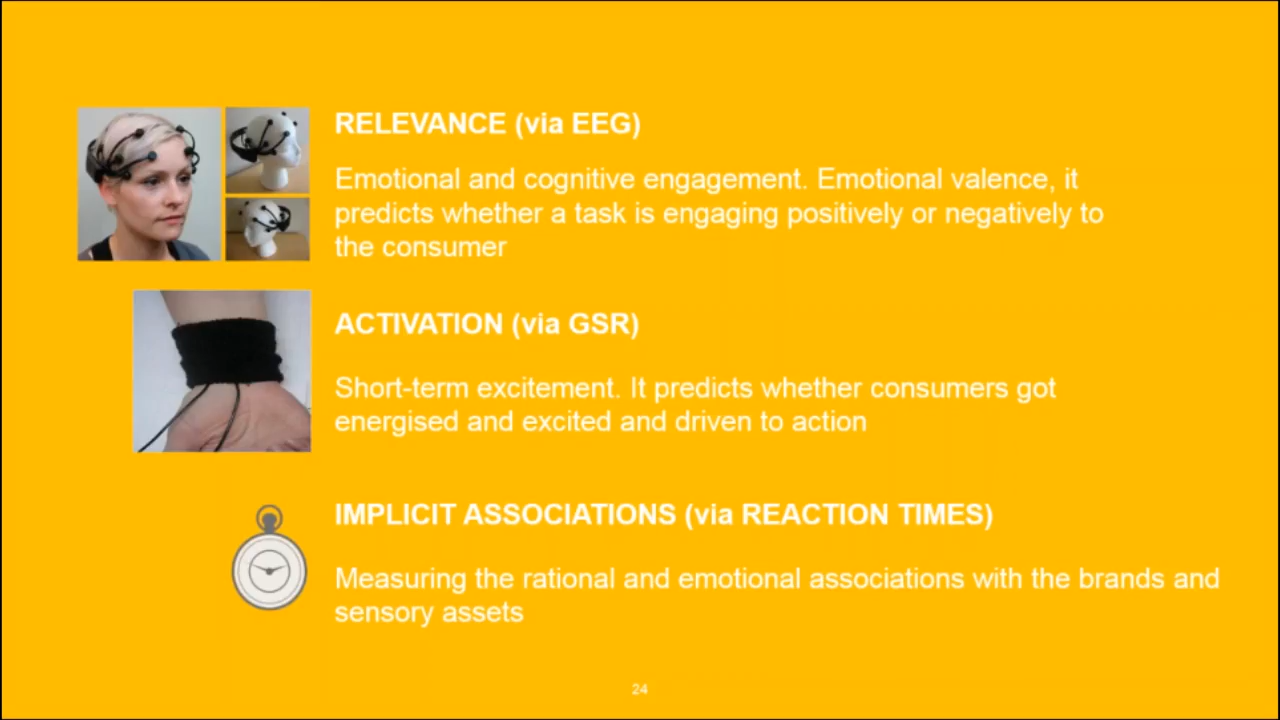 RELEVANCE (via EEG)
Emotional and cognitive engagement. Emotional valence, it
predicts whether a task is engaging positively or negatively to
the consumer
ACTIVATION (via GSR)
Short-term excitement. It predicts whether consumers got
energised and excited and driven to action
IMPLICIT ASSOCIATIONS (via REACTION TIMES)
Measuring the rational and emotional associations with the brands and
sensory assets
24